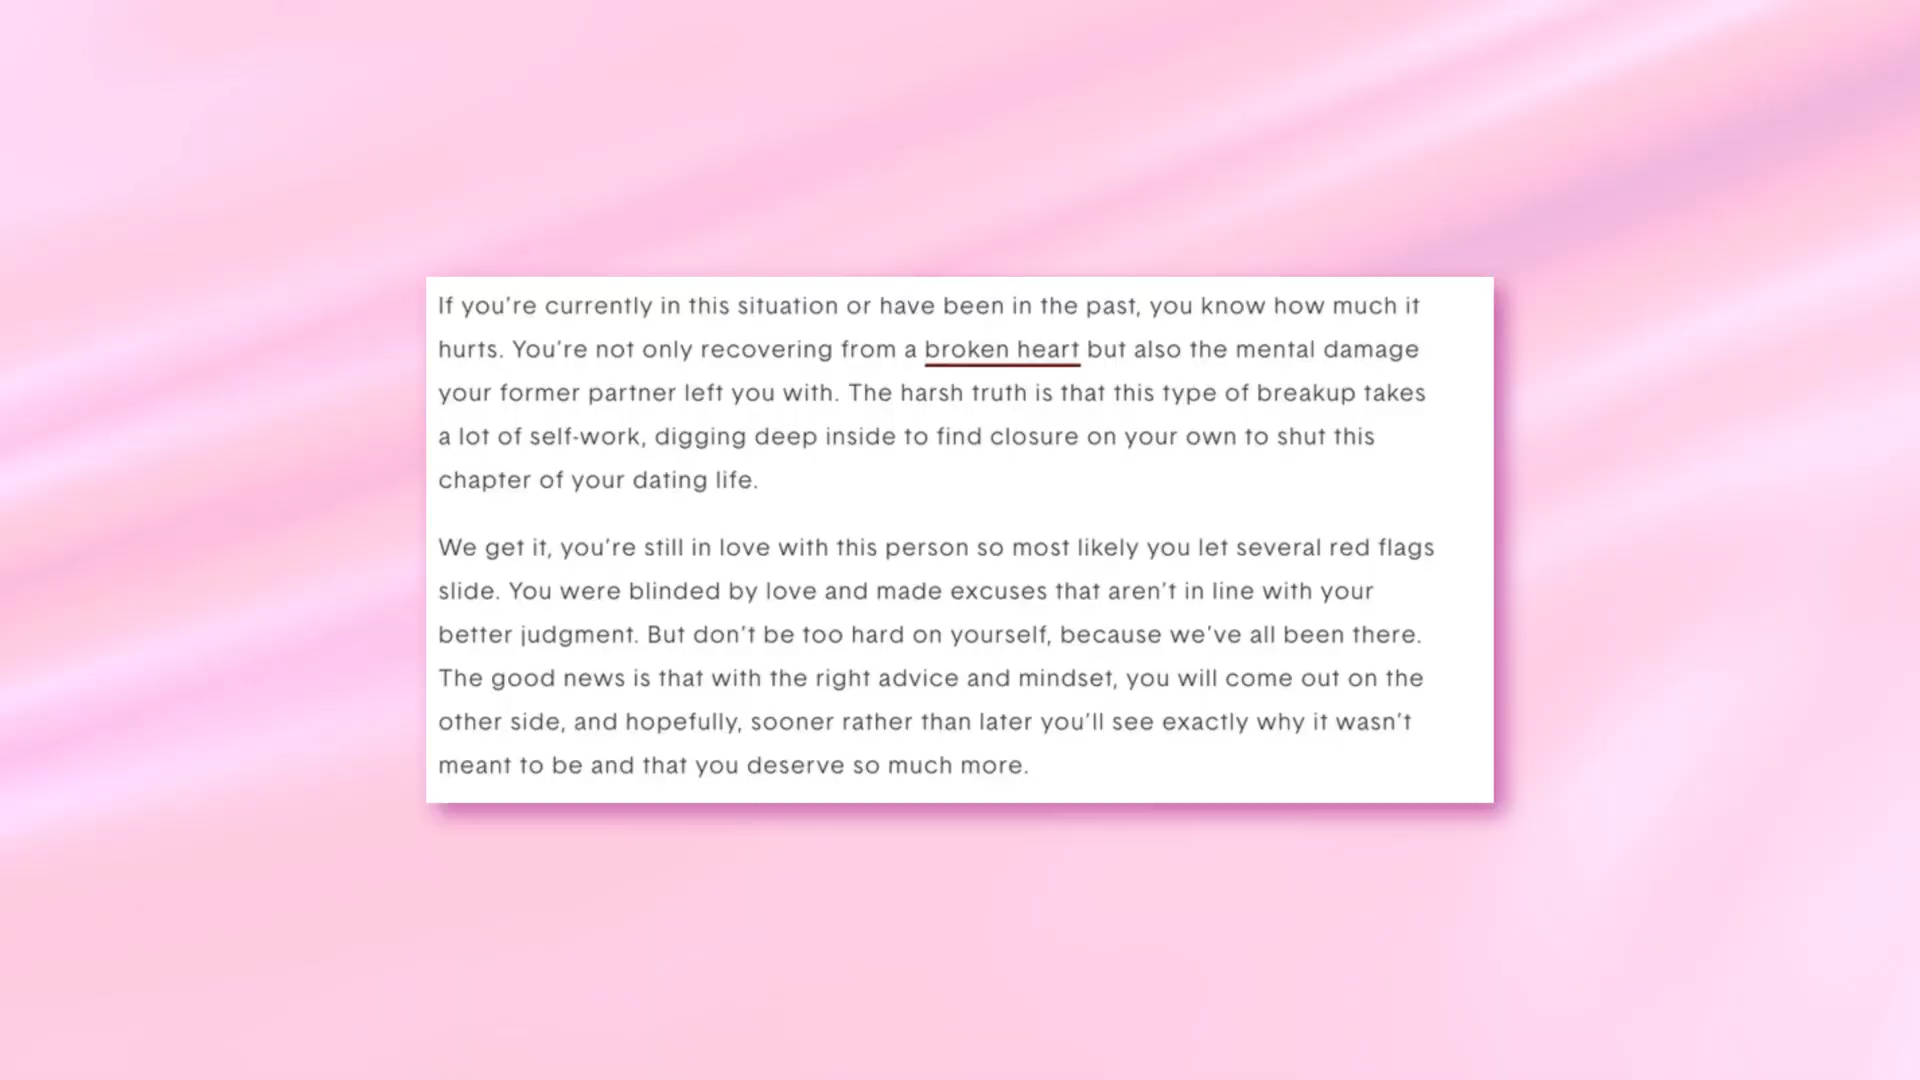 If you’re currently in this situation or have been in the past, you know how much it
hurts. You’re not only recovering from a broken heart but also the mental damage
your former partner left you with. The harsh truth is that this type of breakup takes
a lot of self-work, digging deep inside to find closure on your own to shut this
chapter of your dating life.
We get it, you’re still in love with this person so most likely you let several red flags
slide. You were blinded by love and made excuses that aren’t in line with your
better judgment. But don’t be too hard on yourself, because we’ve all been there.
The good news is that with the right advice and mindset, you will come out on the
other side, and hopefully, sooner rather than later you’ll see exactly why it wasn’t
meant to be and that you deserve so much more.